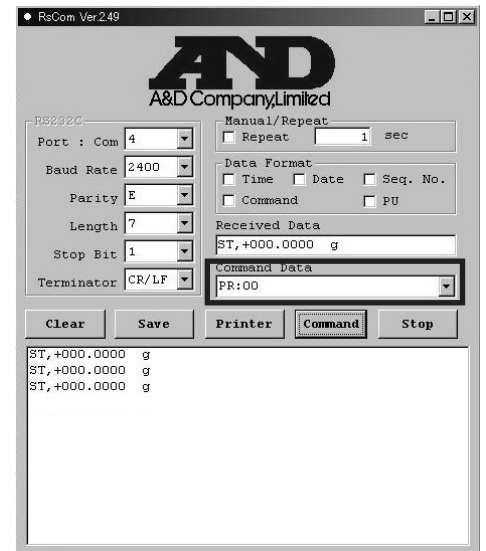 RsCom Ver.2.49
AND
A&D Company,Limited
RS232C
Port : Com 4
Baud Rate 2400
Parity E
Length 7
Stop Bit 1
Terminator CR/LF
Manual/Repeat
Repeat 1 sec
Data Format
Time Date Seq. No.
Command PU
Received Data
ST,+000.0000 g
Command Data
PR:00
Clear Save Printer Command Stop
ST,+000.0000 g
ST,+000.0000 g
ST,+000.0000 g